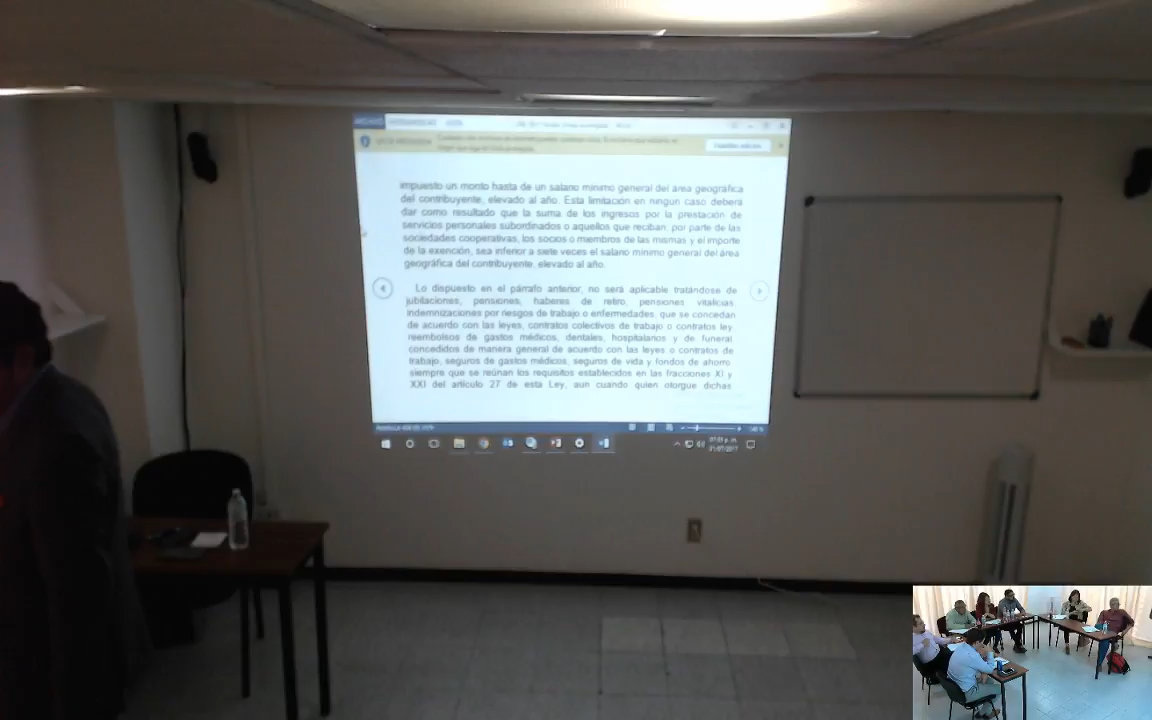 ARCHIVO
impuesto un monto hasta de un salario mínimo general del área geográfica
del contribuyente, elevado al año. Esta limitación en ningún caso deberá
dar como resultado que la suma de los ingresos por la prestación de
servicios personales subordinados o aquellos que reciban, por parte de las
sociedades cooperativas, los socios o miembros de las mismas y el importe
de la exención, sea inferior a siete veces el salario mínimo general del área
geográfica del contribuyente, elevado al año.
Lo dispuesto en el párrafo anterior, no será aplicable tratándose de
jubilaciones, pensiones, haberes de retiro, pensiones vitalicias,
indemnizaciones por riesgos de trabajo o enfermedades, que se concedan
de acuerdo con las leyes, contratos colectivos de trabajo o contratos ley
reembolsos de gastos médicos, dentales, hospitalarios y de funeral
concedidos de manera general de acuerdo con las leyes o contratos de
trabajo, seguros de gastos médicos, seguros de vida y fondos de ahorro
siempre que se reúnan los requisitos establecidos en las fracciones XI y
XXI del artículo 27 de esta Ley, aun cuando quien otorgue dichas